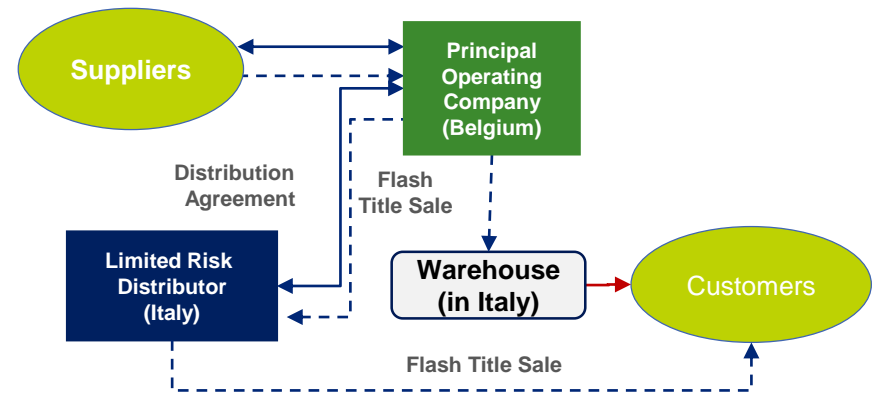 Suppliers
Principal
Operating
Company
(Belgium)
Distribution
Agreement
Flash
Title Sale
Limited Risk
Distributor
(Italy)
Warehouse
(in Italy)
Customers
Flash Title Sale